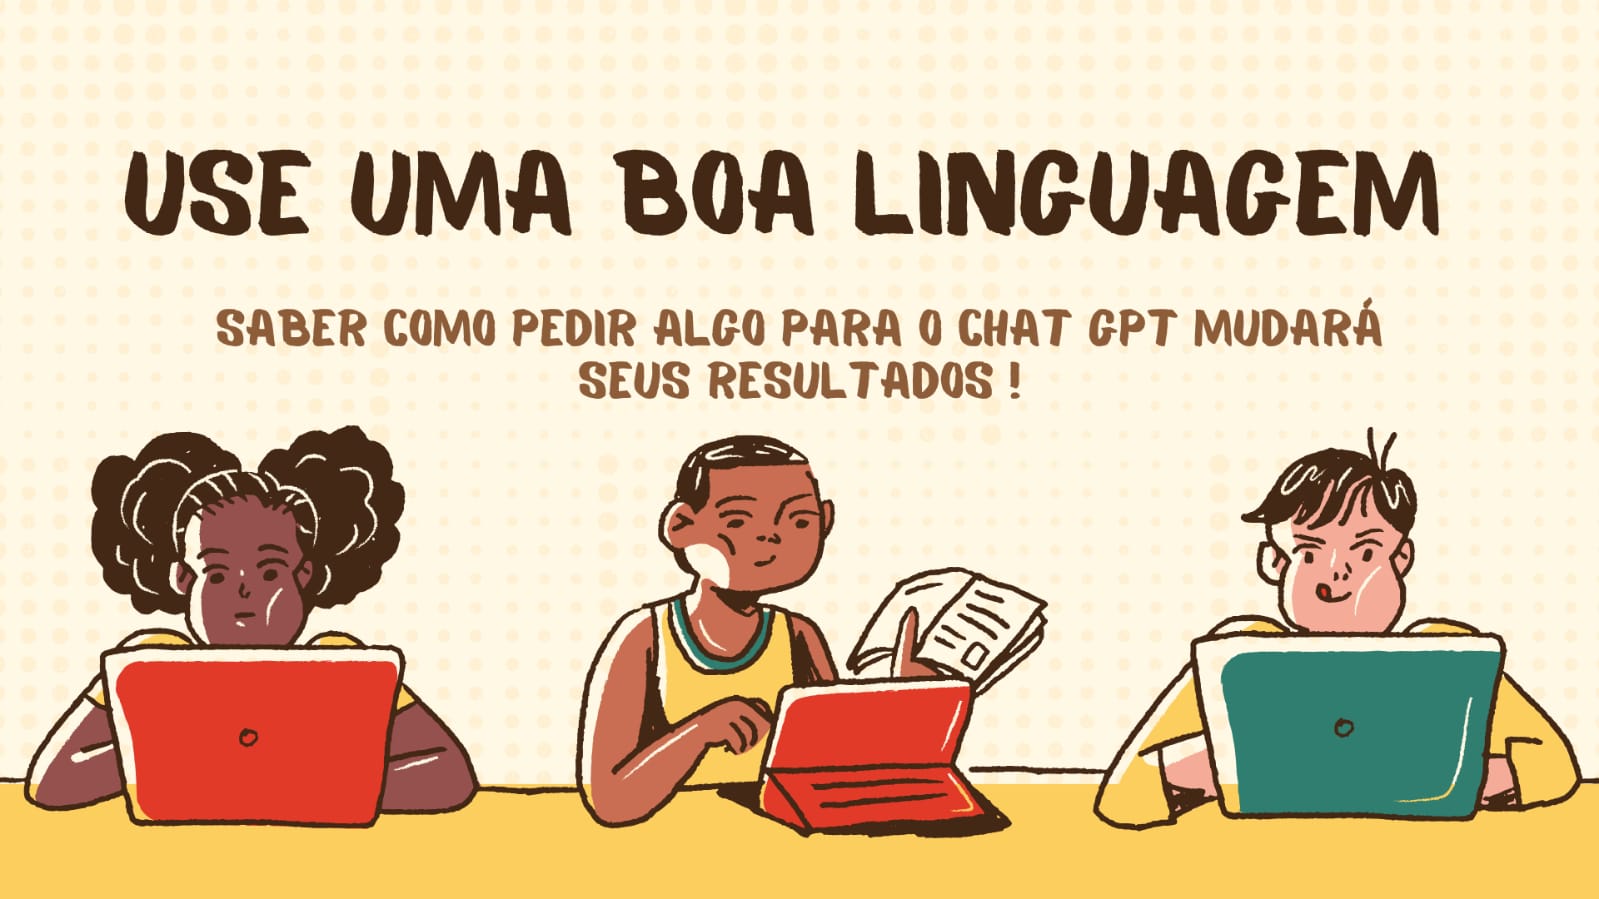 USE UMA BOA LINGUAGEM
SABER COMO PEDIR ALGO PARA O CHAT GPT MUDARÁ
SEUS RESULTADOS !